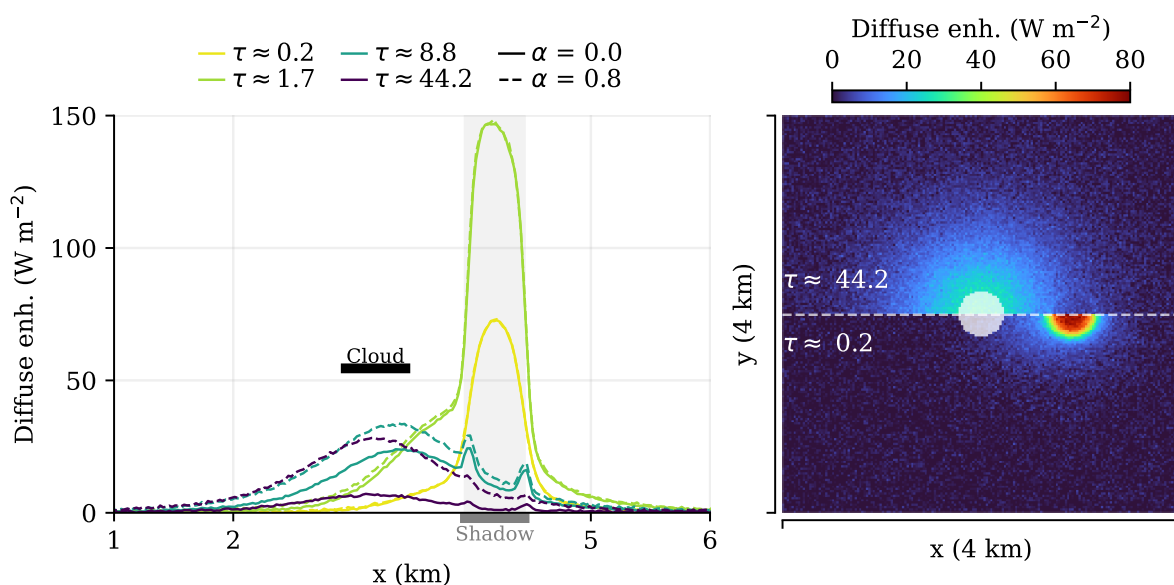 τ ≈ 0.2 τ ≈ 8.8 α = 0.0
τ ≈ 1.7 τ ≈ 44.2 α = 0.8
Diffuse enh. (W m⁻²)
150
100
50
0
Cloud
Shadow
1 2 5 6
x (km)
Diffuse enh. (W m⁻²)
0 20 40 60 80
y (4 km)
τ ≈ 44.2
τ ≈ 0.2
x (4 km)